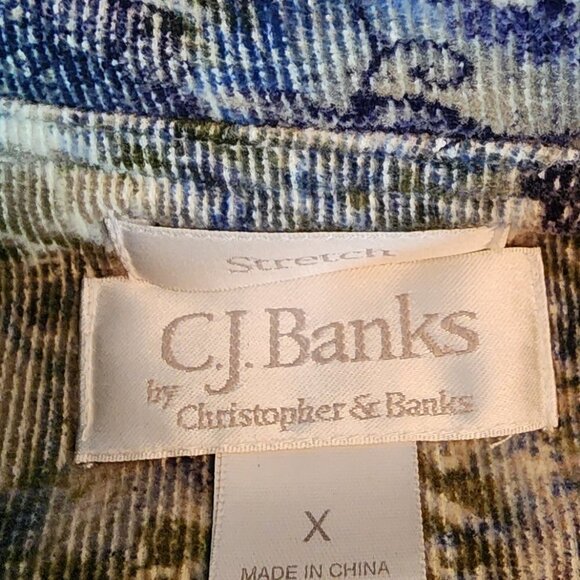 Stretch
C.J. Banks
by
Christopher & Banks
X
MADE IN CHINA